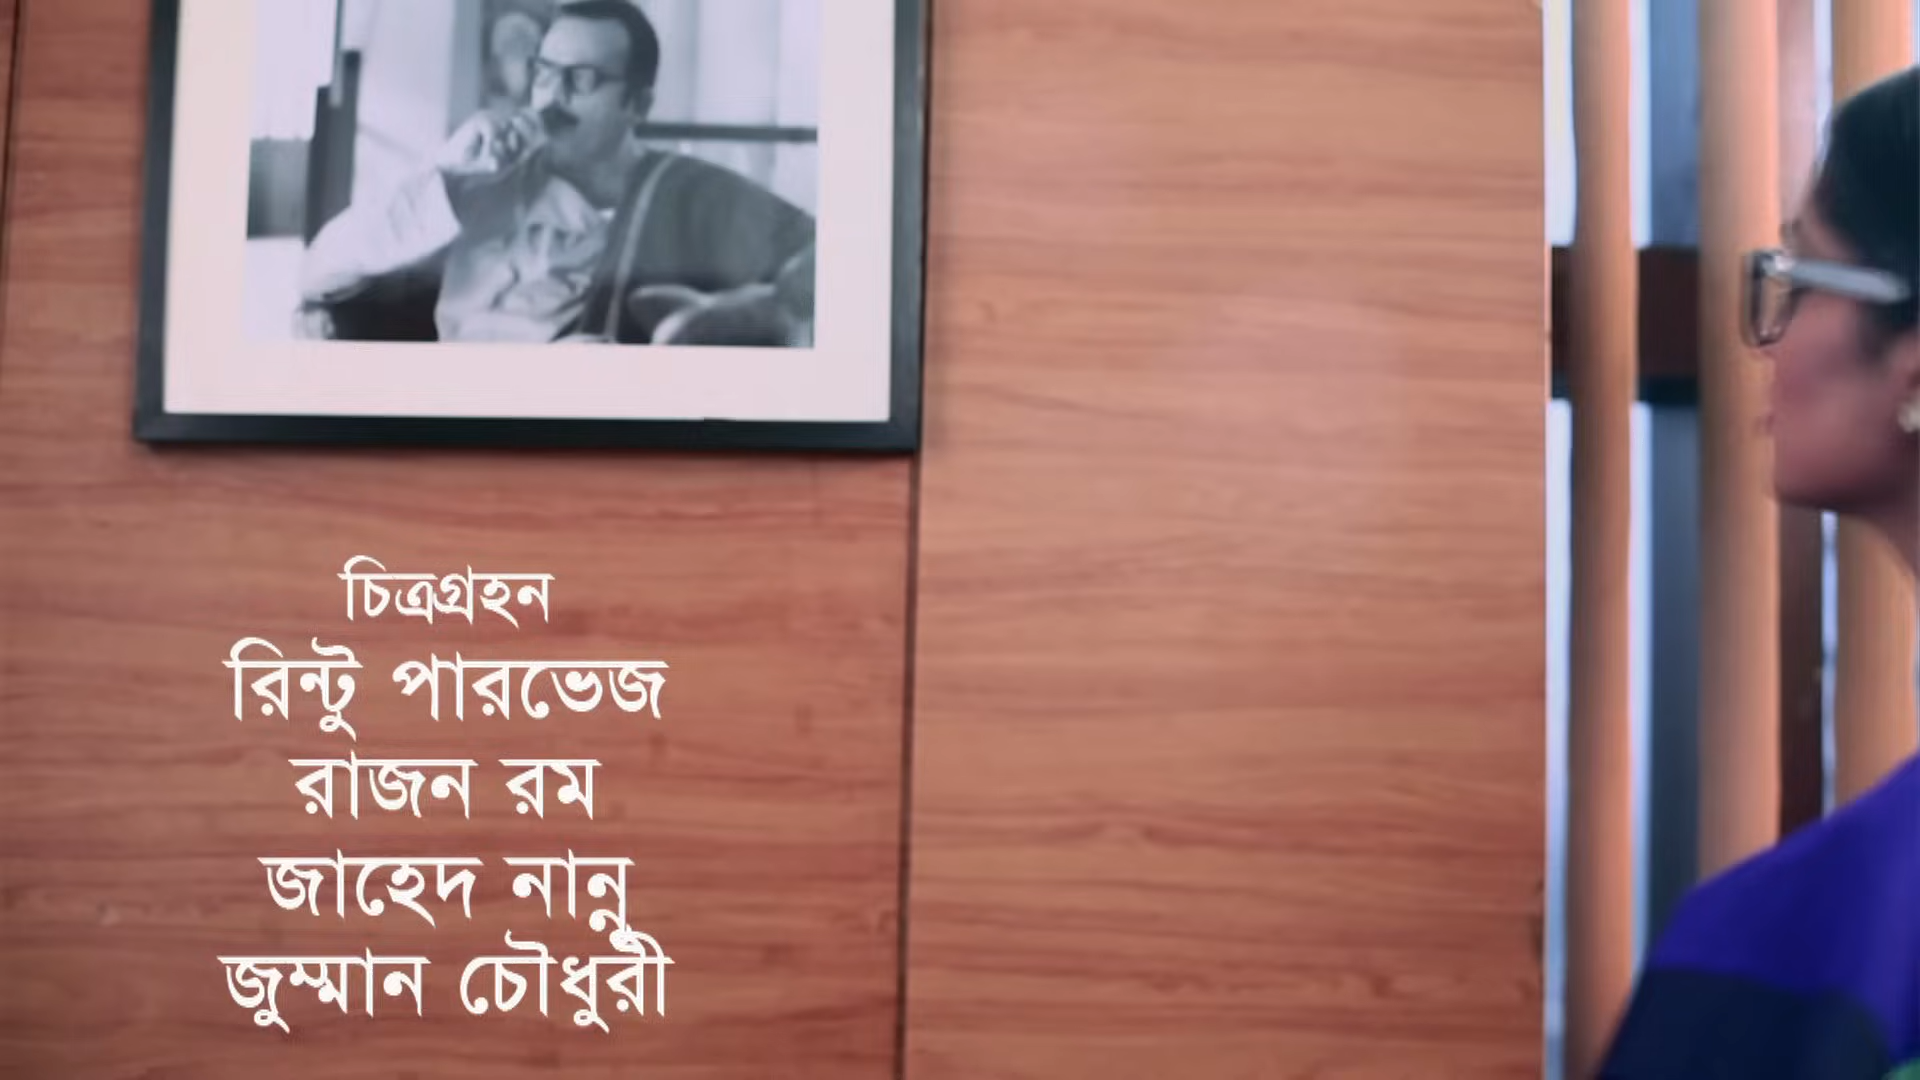 চিত্রগ্রহন
রিন্টু পারভেজ
রাজন রম
জাহেদ নান্নু
জুম্মান চৌধুরী